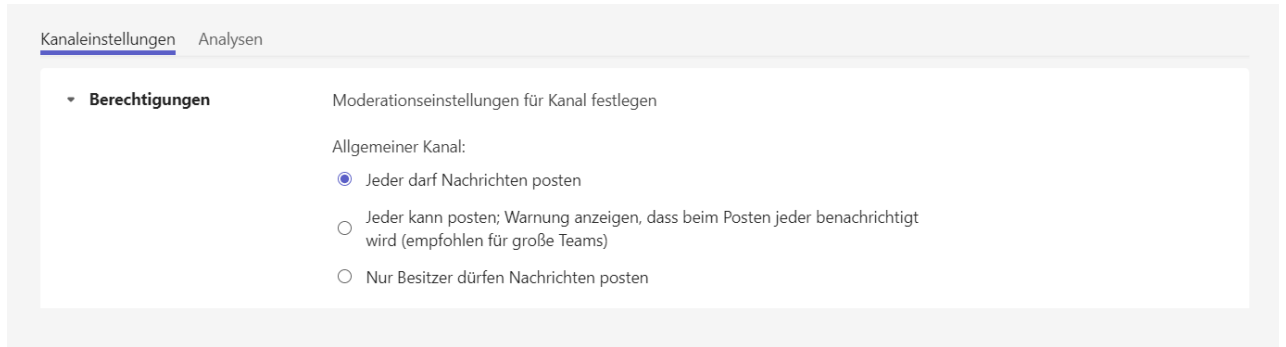 Kanaleinstellungen Analysen
Berechtigungen Moderationseinstellungen für Kanal festlegen
Allgemeiner Kanal:
Jeder darf Nachrichten posten
Jeder kann posten; Warnung anzeigen, dass beim Posten jeder benachrichtigt
wird (empfohlen für große Teams)
Nur Besitzer dürfen Nachrichten posten